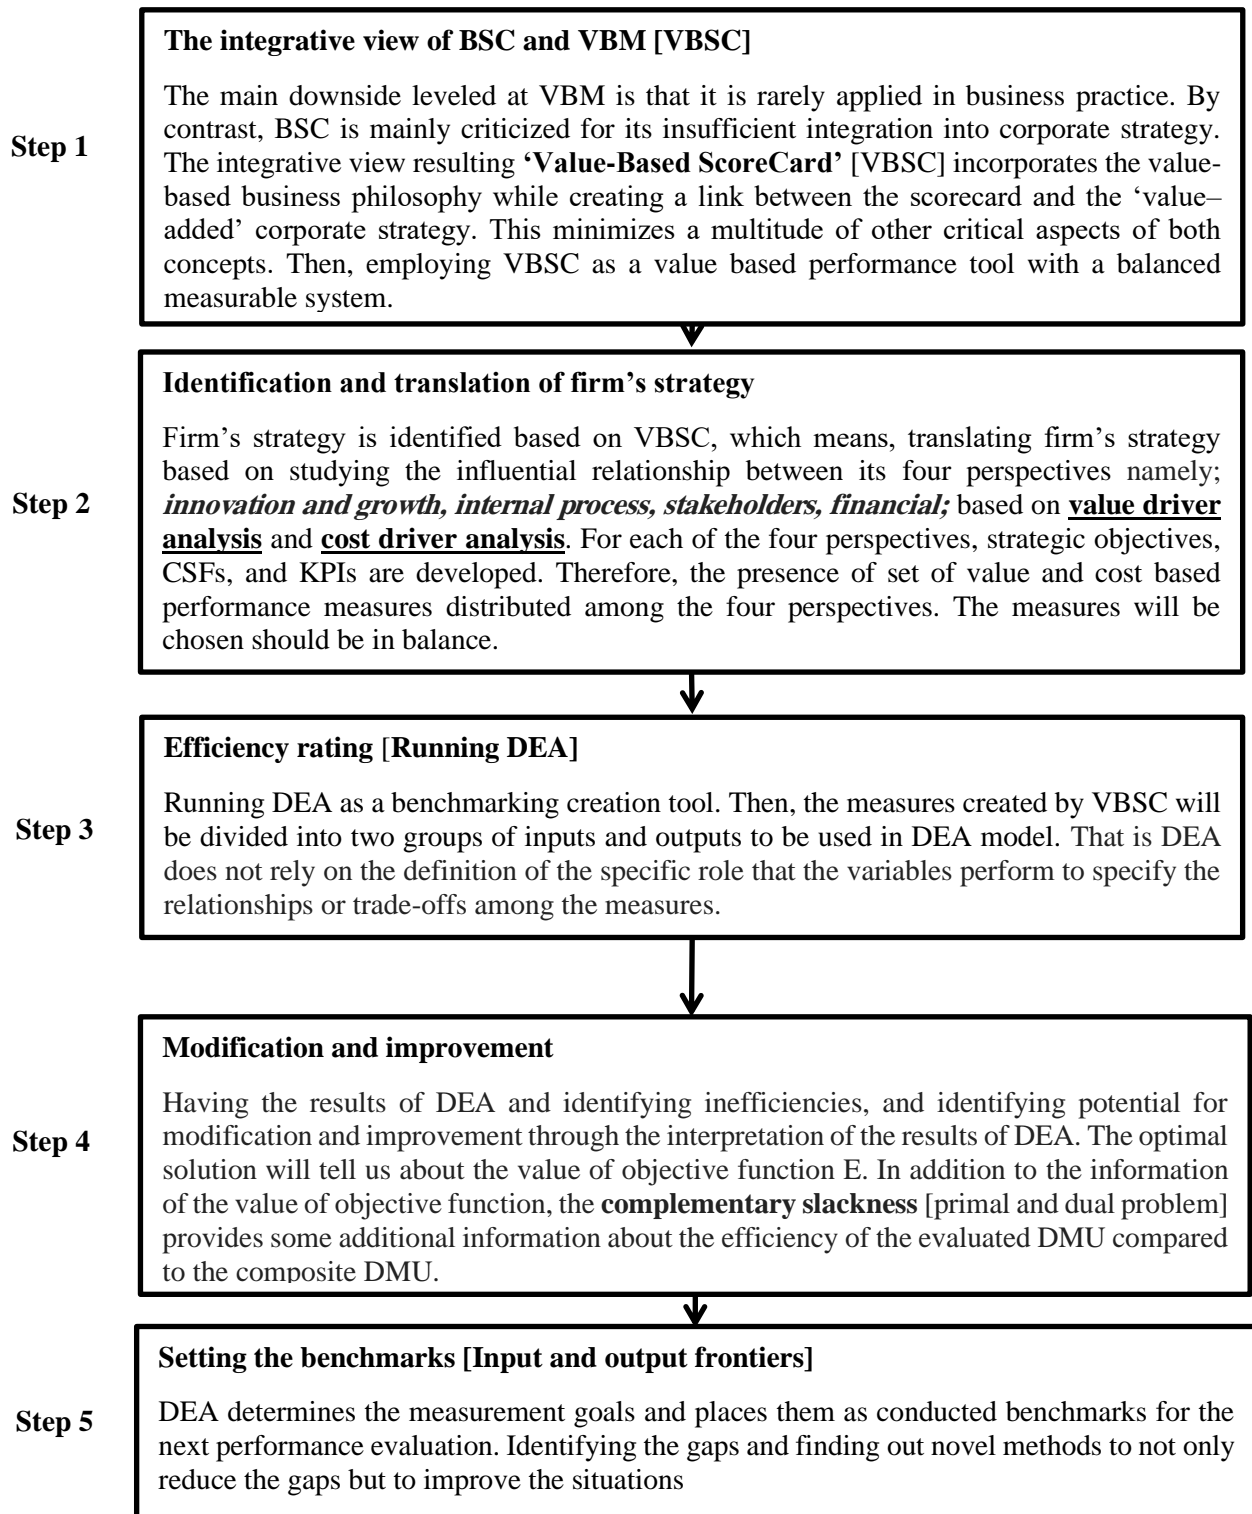 The integrative view of BSC and VBM [VBSC]
The main downside leveled at VBM is that it is rarely applied in business practice. By
contrast, BSC is mainly criticized for its insufficient integration into corporate strategy.
Step 1
The integrative view resulting ‘Value-Based ScoreCard’ [VBSC] incorporates the value-
based business philosophy while creating a link between the scorecard and the ‘value–
added’ corporate strategy. This minimizes a multitude of other critical aspects of both
concepts. Then, employing VBSC as a value based performance tool with a balanced
measurable system.
Identification and translation of firm’s strategy
Firm’s strategy is identified based on VBSC, which means, translating firm’s strategy
based on studying the influential relationship between its four perspectives namely;
Step 2
innovation and growth, internal process, stakeholders, financial; based on value driver
analysis and cost driver analysis. For each of the four perspectives, strategic objectives,
CSFs, and KPIs are developed. Therefore, the presence of set of value and cost based
performance measures distributed among the four perspectives. The measures will be
chosen should be in balance.
Efficiency rating [Running DEA]
Running DEA as a benchmarking creation tool. Then, the measures created by VBSC will
Step 3
be divided into two groups of inputs and outputs to be used in DEA model. That is DEA
does not rely on the definition of the specific role that the variables perform to specify the
relationships or trade-offs among the measures.
Modification and improvement
Having the results of DEA and identifying inefficiencies, and identifying potential for
Step 4
modification and improvement through the interpretation of the results of DEA. The optimal
solution will tell us about the value of objective function E. In addition to the information
of the value of objective function, the complementary slackness [primal and dual problem]
provides some additional information about the efficiency of the evaluated DMU compared
to the composite DMU.
Setting the benchmarks [Input and output frontiers]
Step 5
DEA determines the measurement goals and places them as conducted benchmarks for the
next performance evaluation. Identifying the gaps and finding out novel methods to not only
reduce the gaps but to improve the situations